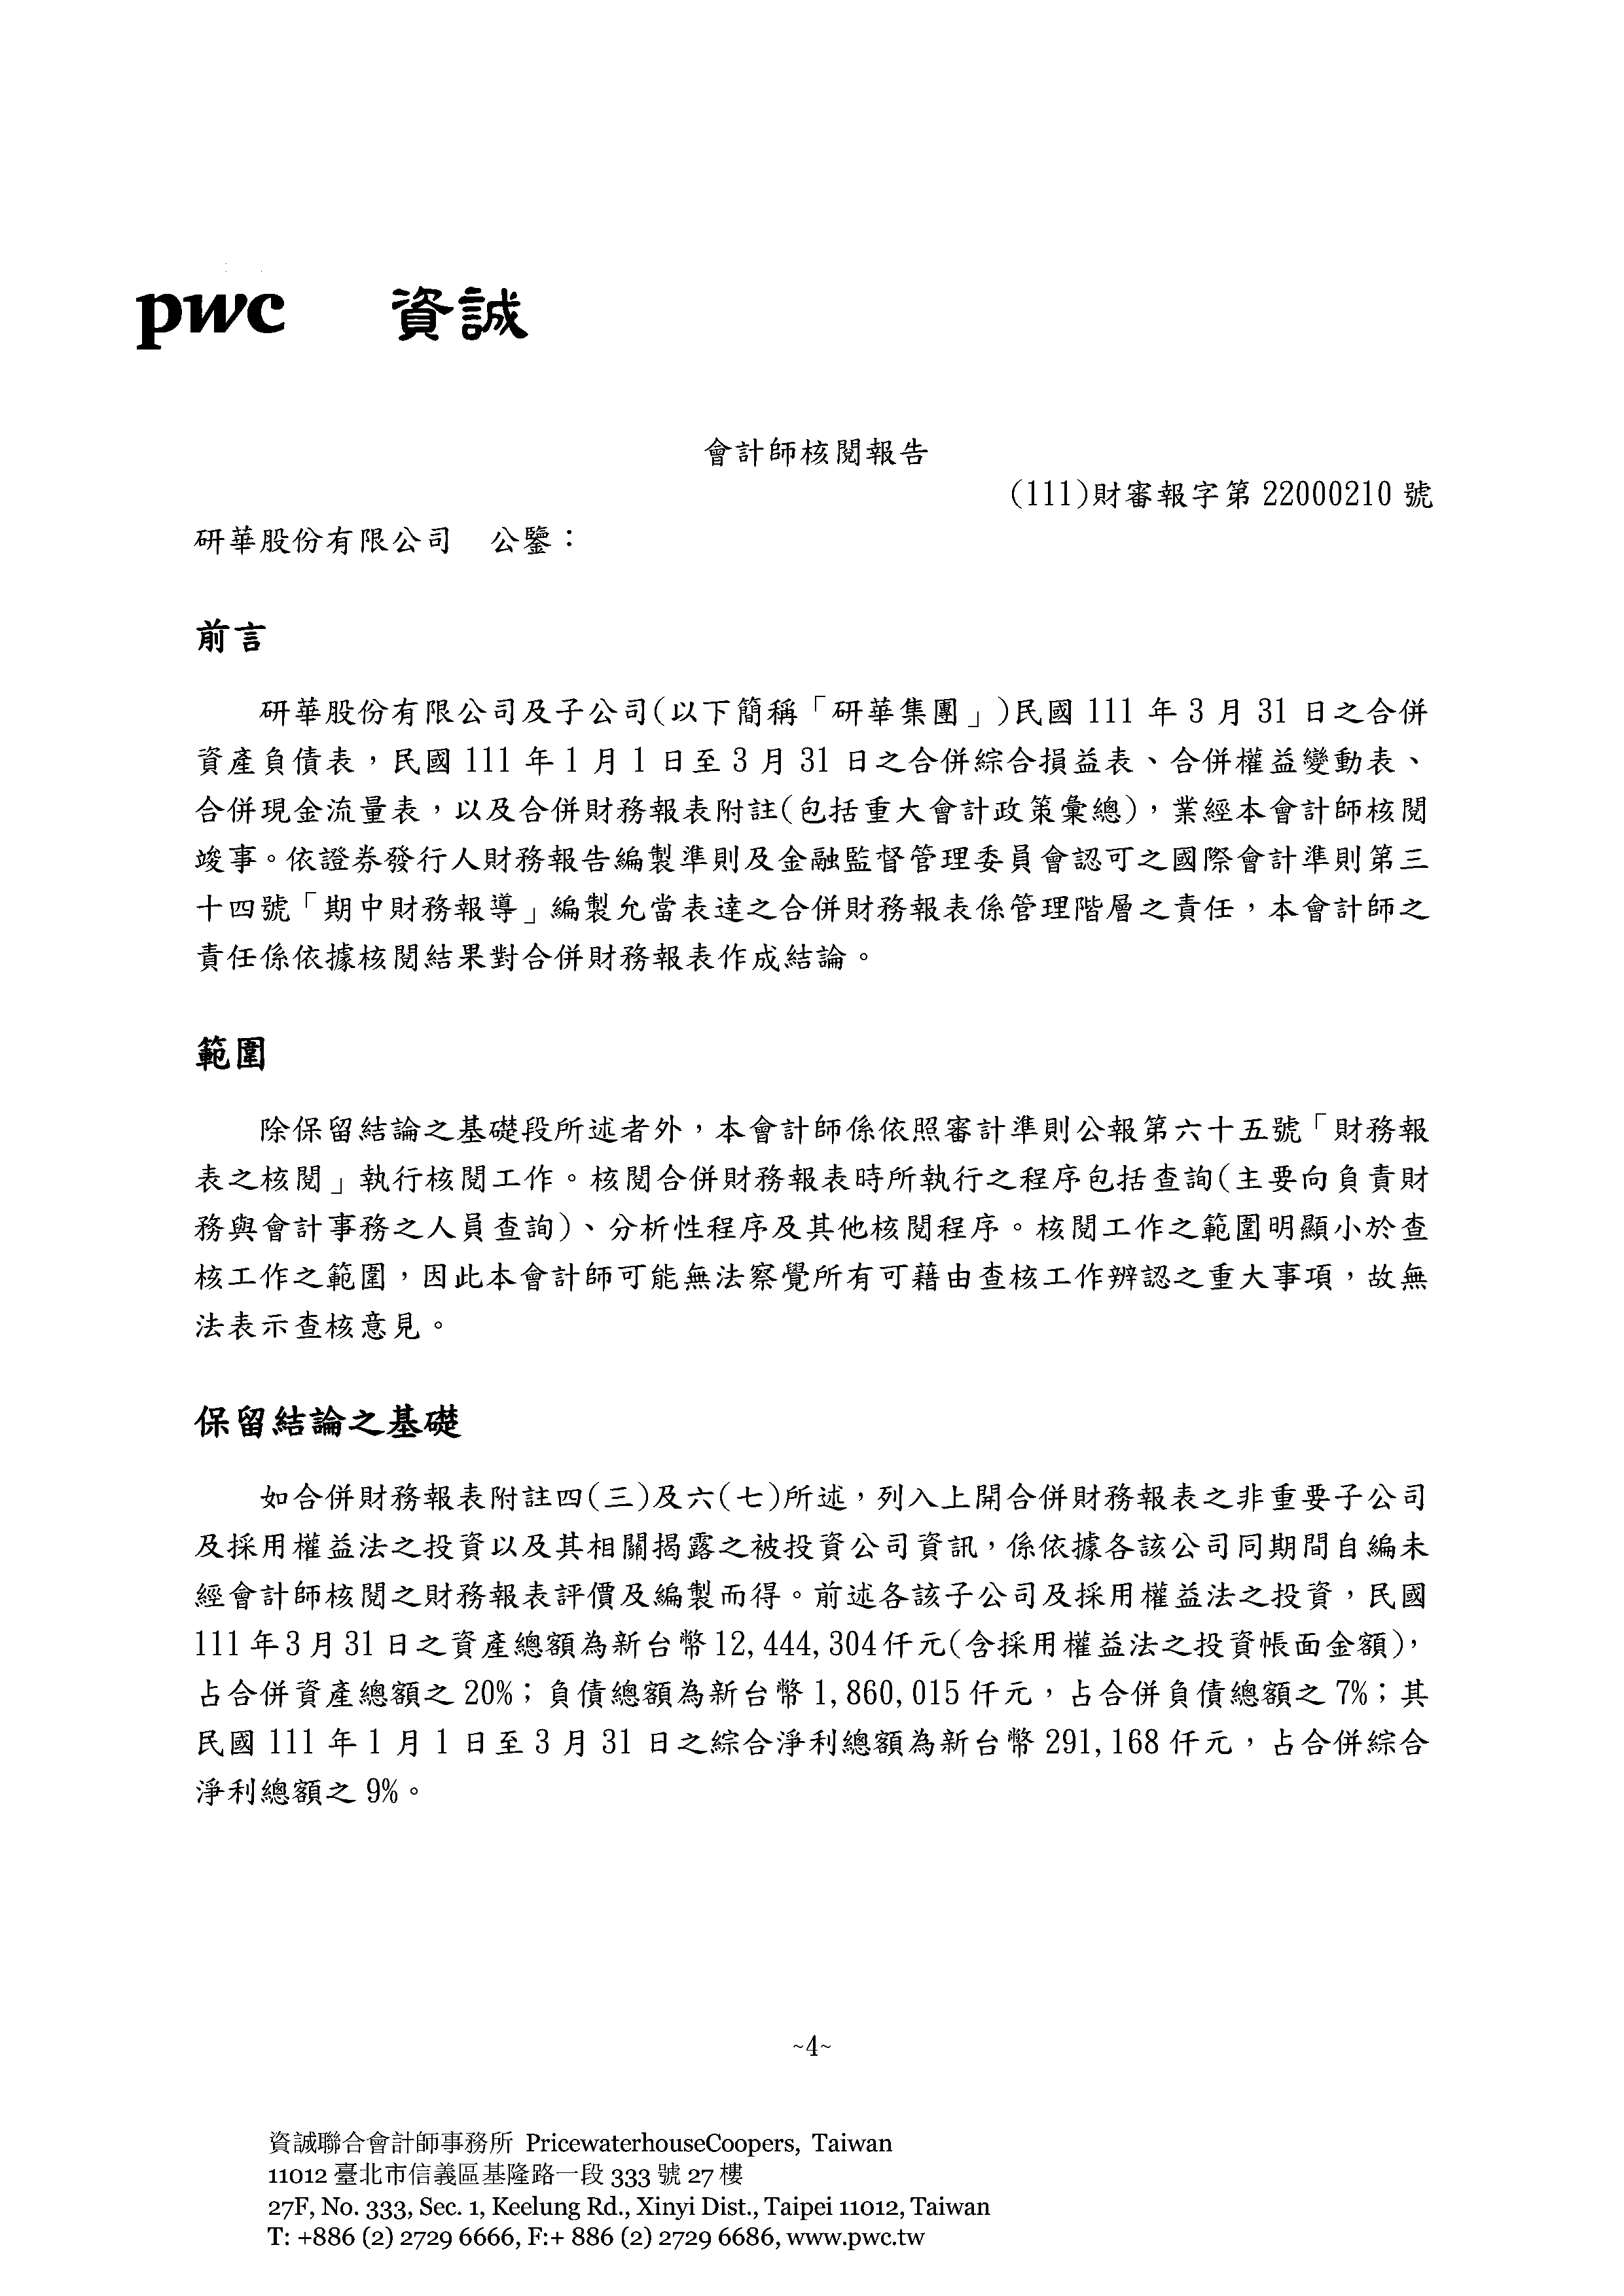 pwc 資誠
會計師核閱報告
(111)財審報字第 22000210 號
研華股份有限公司 公鑒：
前言
研華股份有限公司及子公司(以下簡稱「研華集團」)民國 111 年 3 月 31 日之合併
資產負債表，民國 111 年 1 月 1 日至 3 月 31 日之合併綜合損益表、合併權益變動表、
合併現金流量表，以及合併財務報表附註(包括重大會計政策彙總)，業經本會計師核閱
竣事。依證券發行人財務報告編製準則及金融監督管理委員會認可之國際會計準則第三
十四號「期中財務報導」編製允當表達之合併財務報表係管理階層之責任，本會計師之
責任係依據核閱結果對合併財務報表作成結論。
範圍
除保留結論之基礎段所述者外，本會計師係依照審計準則公報第六十五號「財務報
表之核閱」執行核閱工作。核閱合併財務報表時所執行之程序包括查詢(主要向負責財
務與會計事務之人員查詢)、分析性程序及其他核閱程序。核閱工作之範圍明顯小於查
核工作之範圍，因此本會計師可能無法察覺所有可藉由查核工作辨認之重大事項，故無
法表示查核意見。
保留結論之基礎
如合併財務報表附註四(三)及六(七)所述，列入上開合併財務報表之非重要子公司
及採用權益法之投資以及其相關揭露之被投資公司資訊，係依據各該公司同期間自編未
經會計師核閱之財務報表評價及編製而得。前述各該子公司及採用權益法之投資，民國
111 年 3 月 31 日之資產總額為新台幣 12,444,304 仟元(含採用權益法之投資帳面金額)，
占合併資產總額之 20%；負債總額為新台幣 1,860,015 仟元，占合併負債總額之 7%；其
民國 111 年 1 月 1 日至 3 月 31 日之綜合淨利總額為新台幣 291,168 仟元，占合併綜合
淨利總額之 9%。
~4~
資誠聯合會計師事務所 PricewaterhouseCoopers, Taiwan
11012 臺北市信義區基隆路一段 333 號 27 樓
27F, No. 333, Sec. 1, Keelung Rd., Xinyi Dist., Taipei 11012, Taiwan
T: +886 (2) 2729 6666, F:+ 886 (2) 2729 6686, www.pwc.tw